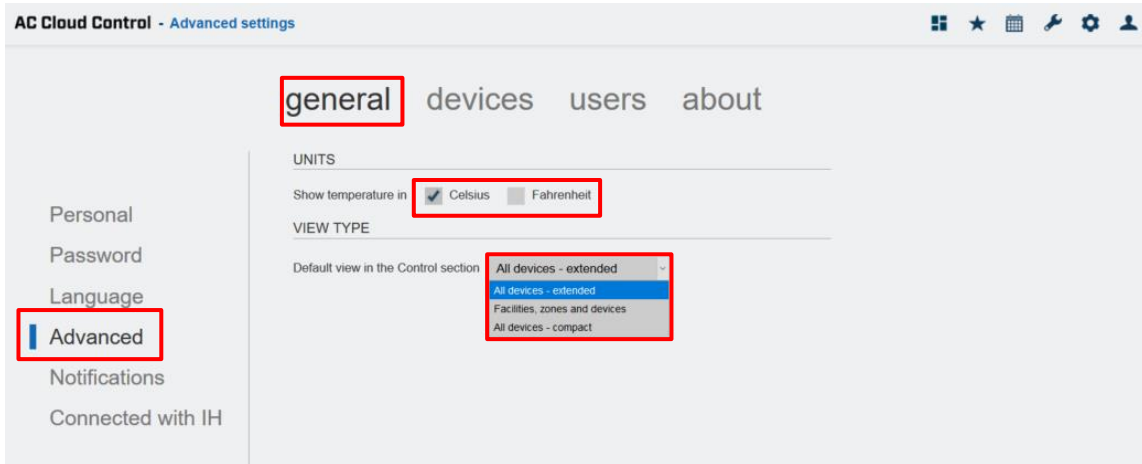 AC Cloud Control - Advanced settings
general devices users about
UNITS
Show temperature in Celsius Fahrenheit
VIEW TYPE
Default view in the Control section All devices - extended
All devices - extended
Facilities, zones and devices
All devices - compact
Personal
Password
Language
Advanced
Notifications
Connected with IH